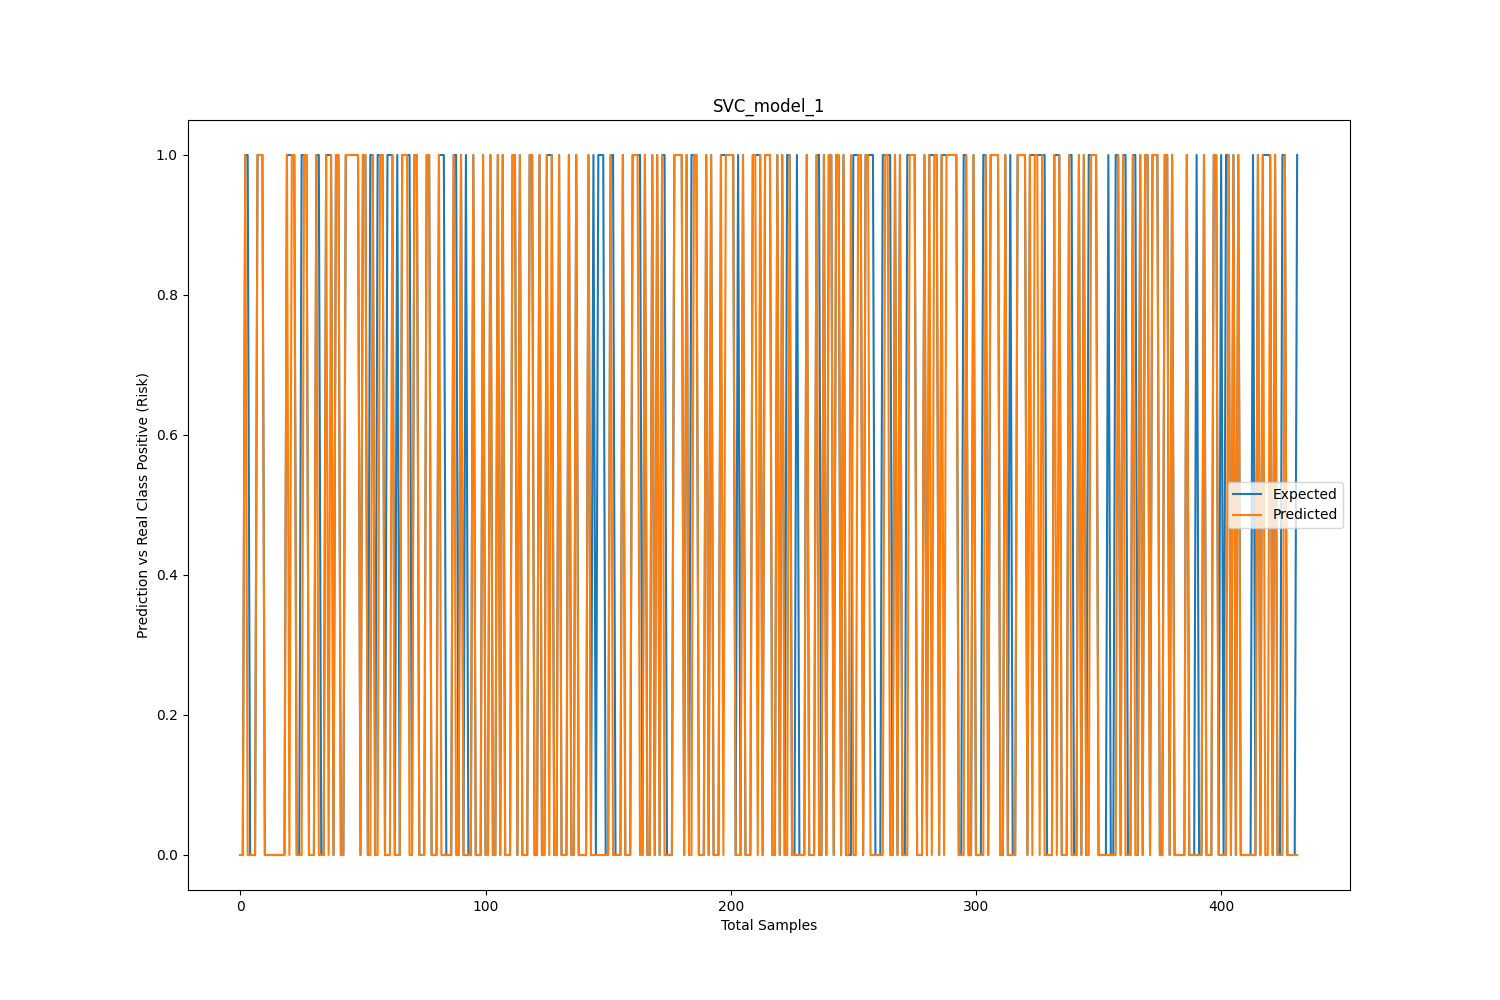 SVC_model_1
1.0
0.8
0.6
0.4
0.2
0.0
Prediction vs Real Class Positive (Risk)
Expected
Predicted
0 100 200 300 400
Total Samples